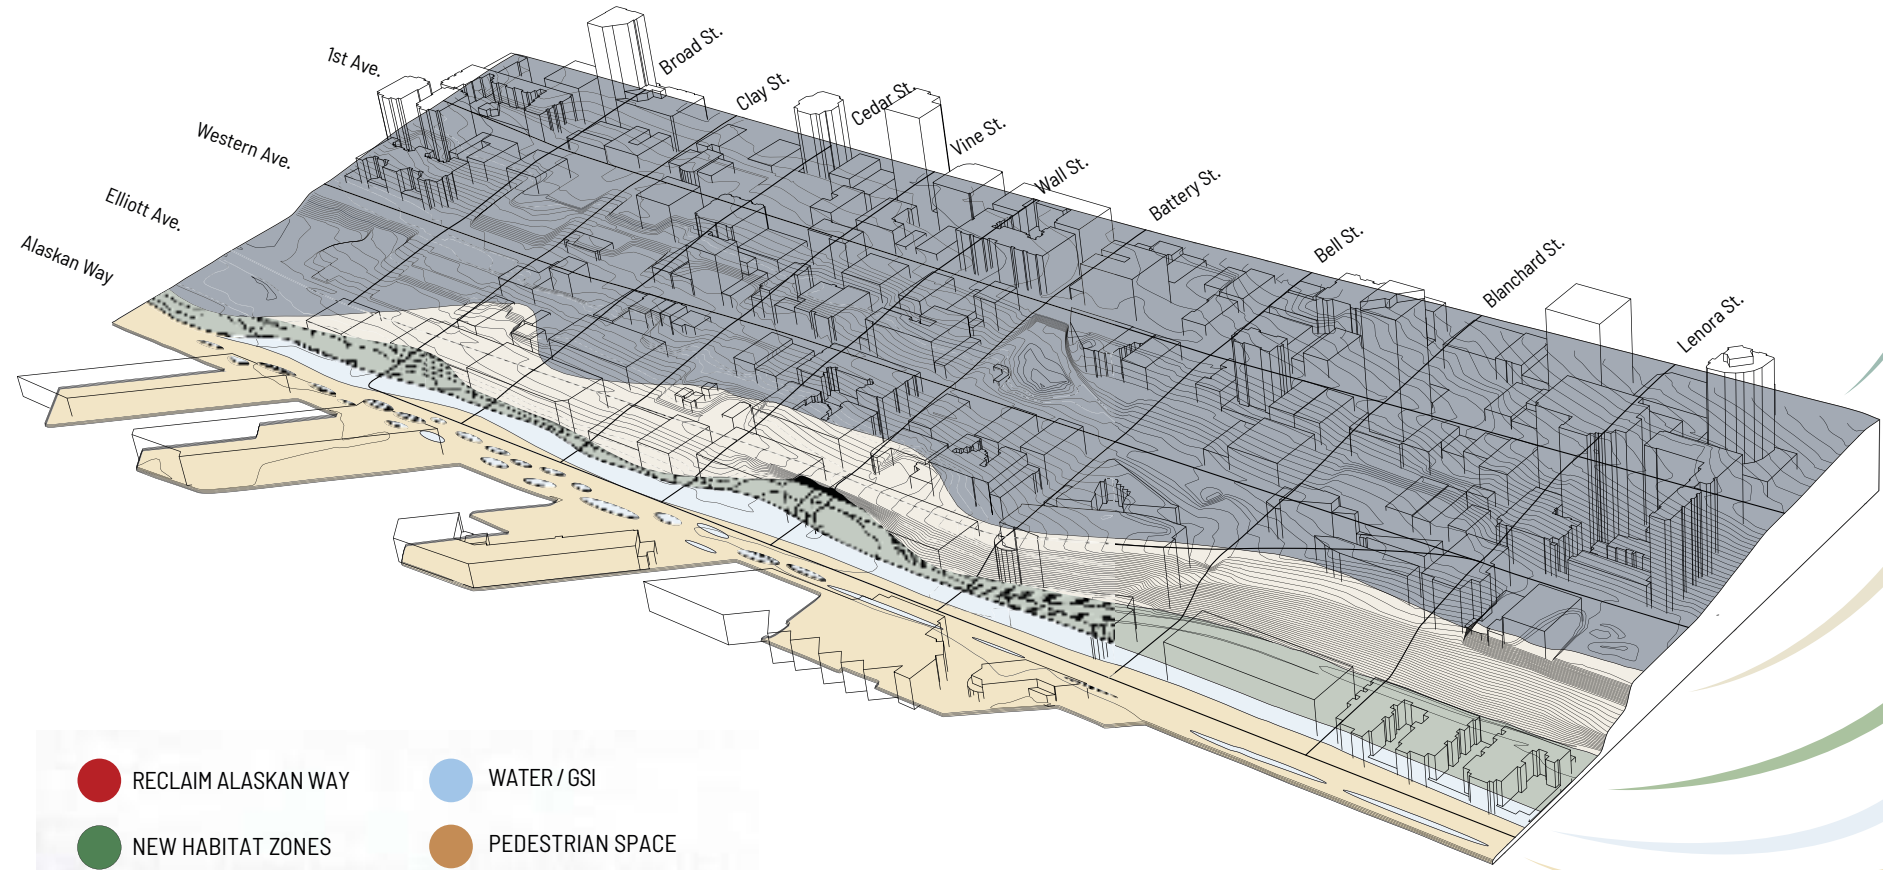 1st Ave.
Western Ave.
Elliott Ave.
Alaskan Way
Broad St.
Clay St.
Cedar St.
Vine St.
Wall St.
Battery St.
Bell St.
Blanchard St.
Lenora St.
RECLAIM ALASKAN WAY
WATER / GSI
NEW HABITAT ZONES
PEDESTRIAN SPACE